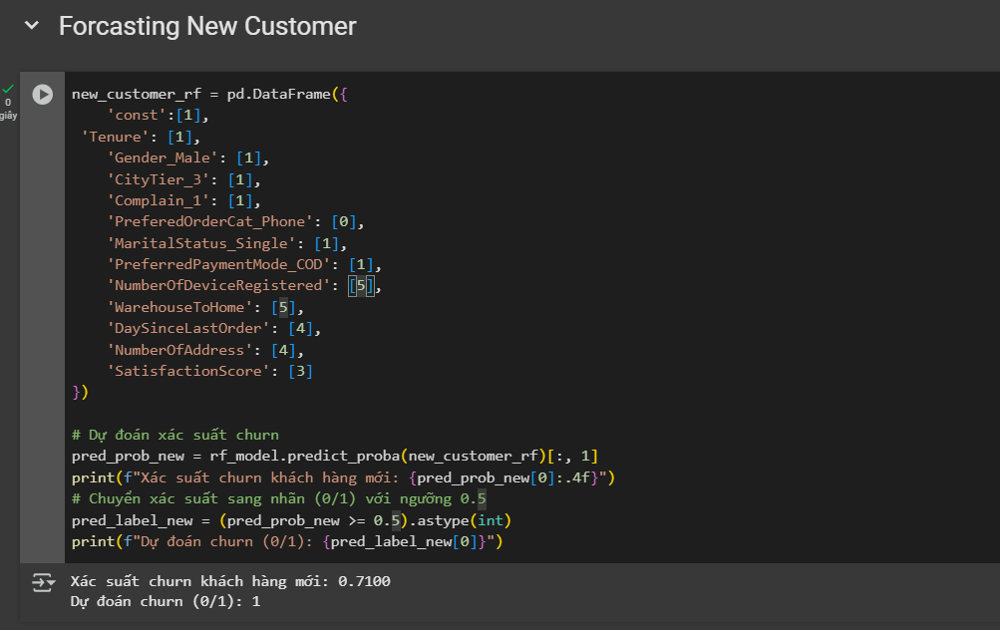 Forcasting New Customer
0
giây
new_customer_rf = pd.DataFrame({
    'const':[1],
 'Tenure': [1],
    'Gender_Male': [1],
    'CityTier_3': [1],
    'Complain_1': [1],
    'PreferedOrderCat_Phone': [0],
    'MaritalStatus_Single': [1],
    'PreferredPaymentMode_COD': [1],
    'NumberOfDeviceRegistered': [5],
    'WarehouseToHome': [5],
    'DaySinceLastOrder': [4],
    'NumberOfAddress': [4],
    'SatisfactionScore': [3]
})
# Dự đoán xác suất churn
pred_prob_new = rf_model.predict_proba(new_customer_rf)[:, 1]
print(f"Xác suất churn khách hàng mới: {pred_prob_new[0]:.4f}")
# Chuyển xác suất sang nhãn (0/1) với ngưỡng 0.5
pred_label_new = (pred_prob_new >= 0.5).astype(int)
print(f"Dự đoán churn (0/1): {pred_label_new[0]}")
Xác suất churn khách hàng mới: 0.7100
Dự đoán churn (0/1): 1